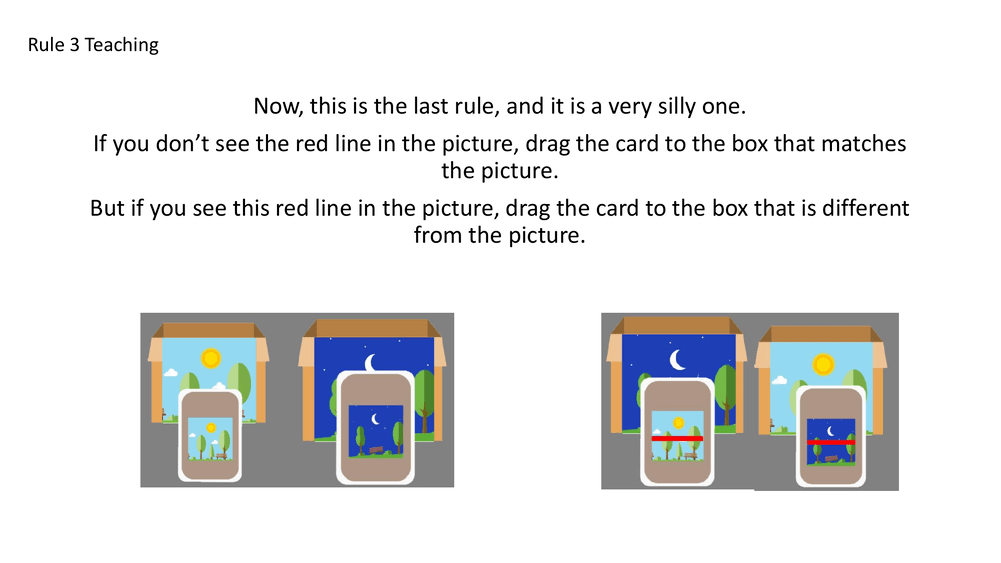 Rule 3 Teaching
Now, this is the last rule, and it is a very silly one.
If you don’t see the red line in the picture, drag the card to the box that matches
the picture.
But if you see this red line in the picture, drag the card to the box that is different
from the picture.